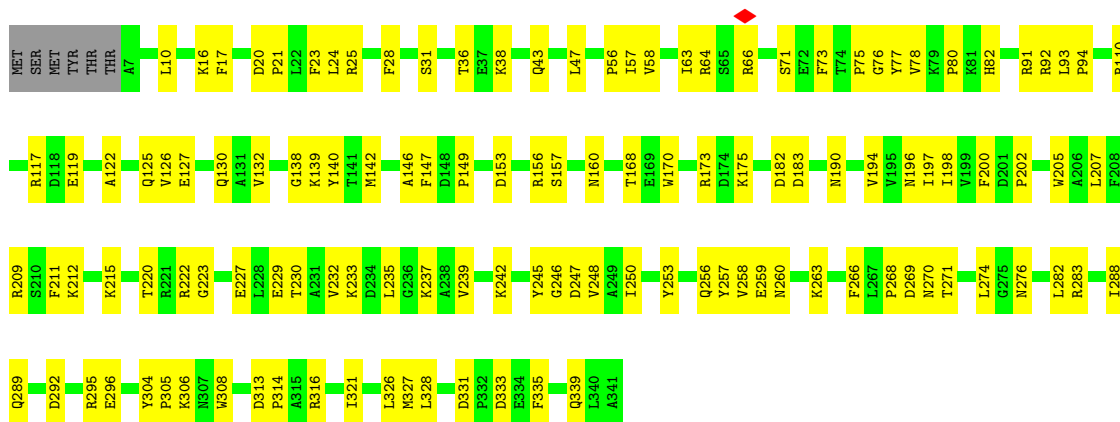 MET SER MET TYR THR THR A7 L10 K16 F17 D20 P21 L22 F23 L24 R25 F28 S31 T36 E37 K38 Q43 L47 P56 I57 V58 I63 R64 S65 R66 S71 E72 F73 T74 P75 G76 Y77 V78 K79 P80 K81 H82 R91 R92 L93 P94
R117 D118 E119 A122 Q125 V126 E127 Q130 A131 V132 G138 K139 Y140 T141 M142 A146 F147 D148 P149 D153 R156 S157 N160 T168 E169 W170 R173 D174 K175 D182 D183 N190 V194 V195 N196 I197 I198 V199 F200 D201 P202 W205 A206 L207 F208
R209 S210 F211 K212 K215 T220 R221 R222 G223 E227 L228 E229 T230 A231 V232 K233 D234 L235 G236 K237 A238 V239 K242 Y245 G246 D247 V248 A249 I250 Y253 Q256 Y257 V258 E259 N260 K263 F266 L267 P268 D269 N270 T271 L274 G275 N276 L282 R283 I288
Q289 D292 R295 E296 Y304 P305 K306 N307 W308 D313 P314 A315 R316 I321 L326 M327 L328 D331 P332 D333 E334 F335 Q339 L340 A341